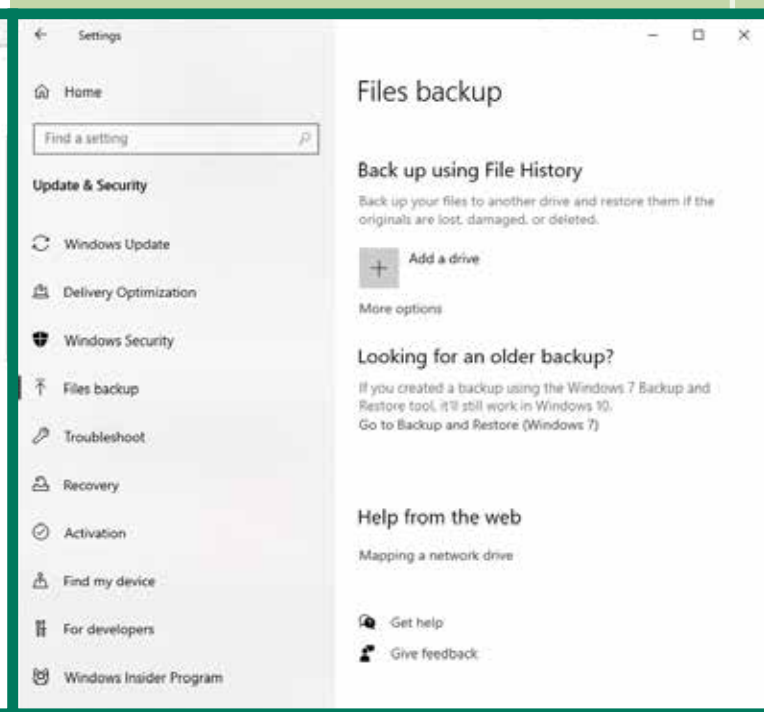 Settings
Home
Find a setting
Update & Security
Windows Update
Delivery Optimization
Windows Security
Files backup
Troubleshoot
Recovery
Activation
Find my device
For developers
Windows Insider Program
Files backup
Back up using File History
Back up your files to another drive and restore them if the
originals are lost, damaged, or deleted.
Add a drive
More options
Looking for an older backup?
If you created a backup using the Windows 7 Backup and
Restore tool, it'll still work in Windows 10.
Go to Backup and Restore (Windows 7)
Help from the web
Mapping a network drive
Get help
Give feedback